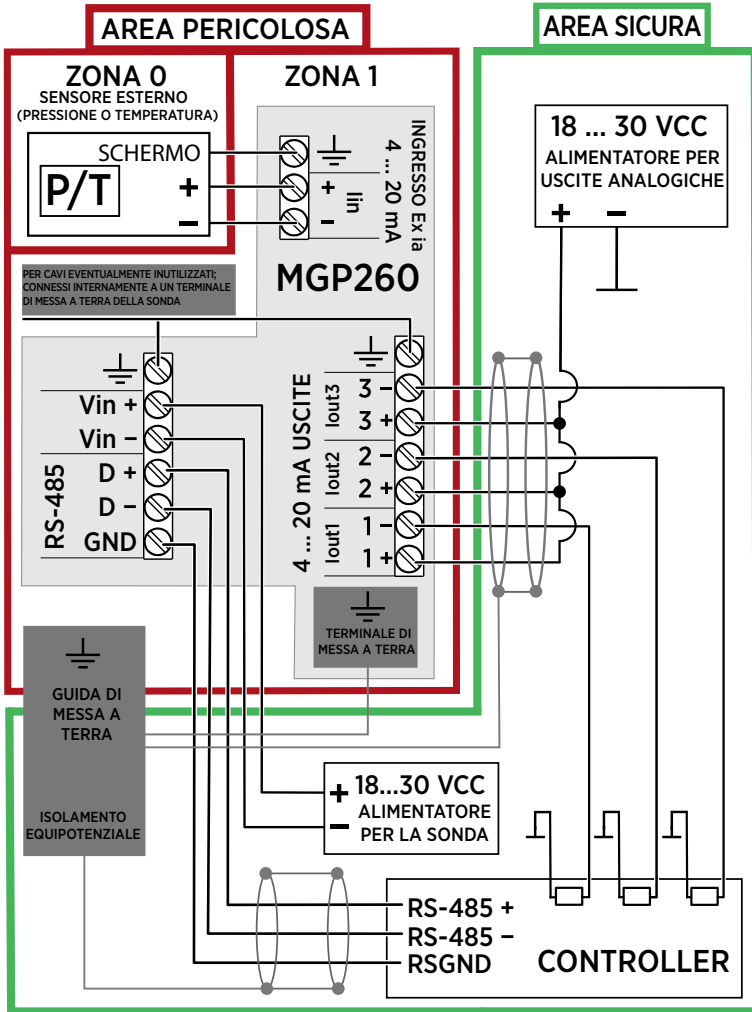 AREA PERICOLOSA
AREA SICURA
ZONA 0
SENSORE ESTERNO
(PRESSIONE O TEMPERATURA)
ZONA 1
SCHERMO
P/T
+
−
+
−
Iin
INGRESSO Ex ia
4 ... 20 mA
MGP260
18 ... 30 VCC
ALIMENTATORE PER
USCITE ANALOGICHE
+ −
PER CAVI EVENTUALMENTE INUTILIZZATI;
CONNESSI INTERNAMENTE A UN TERMINALE
DI MESSA A TERRA DELLA SONDA
Vin +
Vin −
D +
D −
GND
RS-485
4 ... 20 mA USCITE
Iout3
3 −
3 +
Iout2
2 −
2 +
Iout1
1 −
1 +
TERMINALE DI
MESSA A TERRA
GUIDA DI
MESSA A
TERRA
ISOLAMENTO
EQUIPOTENZIALE
+ 18...30 VCC
ALIMENTATORE
− PER LA SONDA
RS-485 +
RS-485 −
RSGND
CONTROLLER